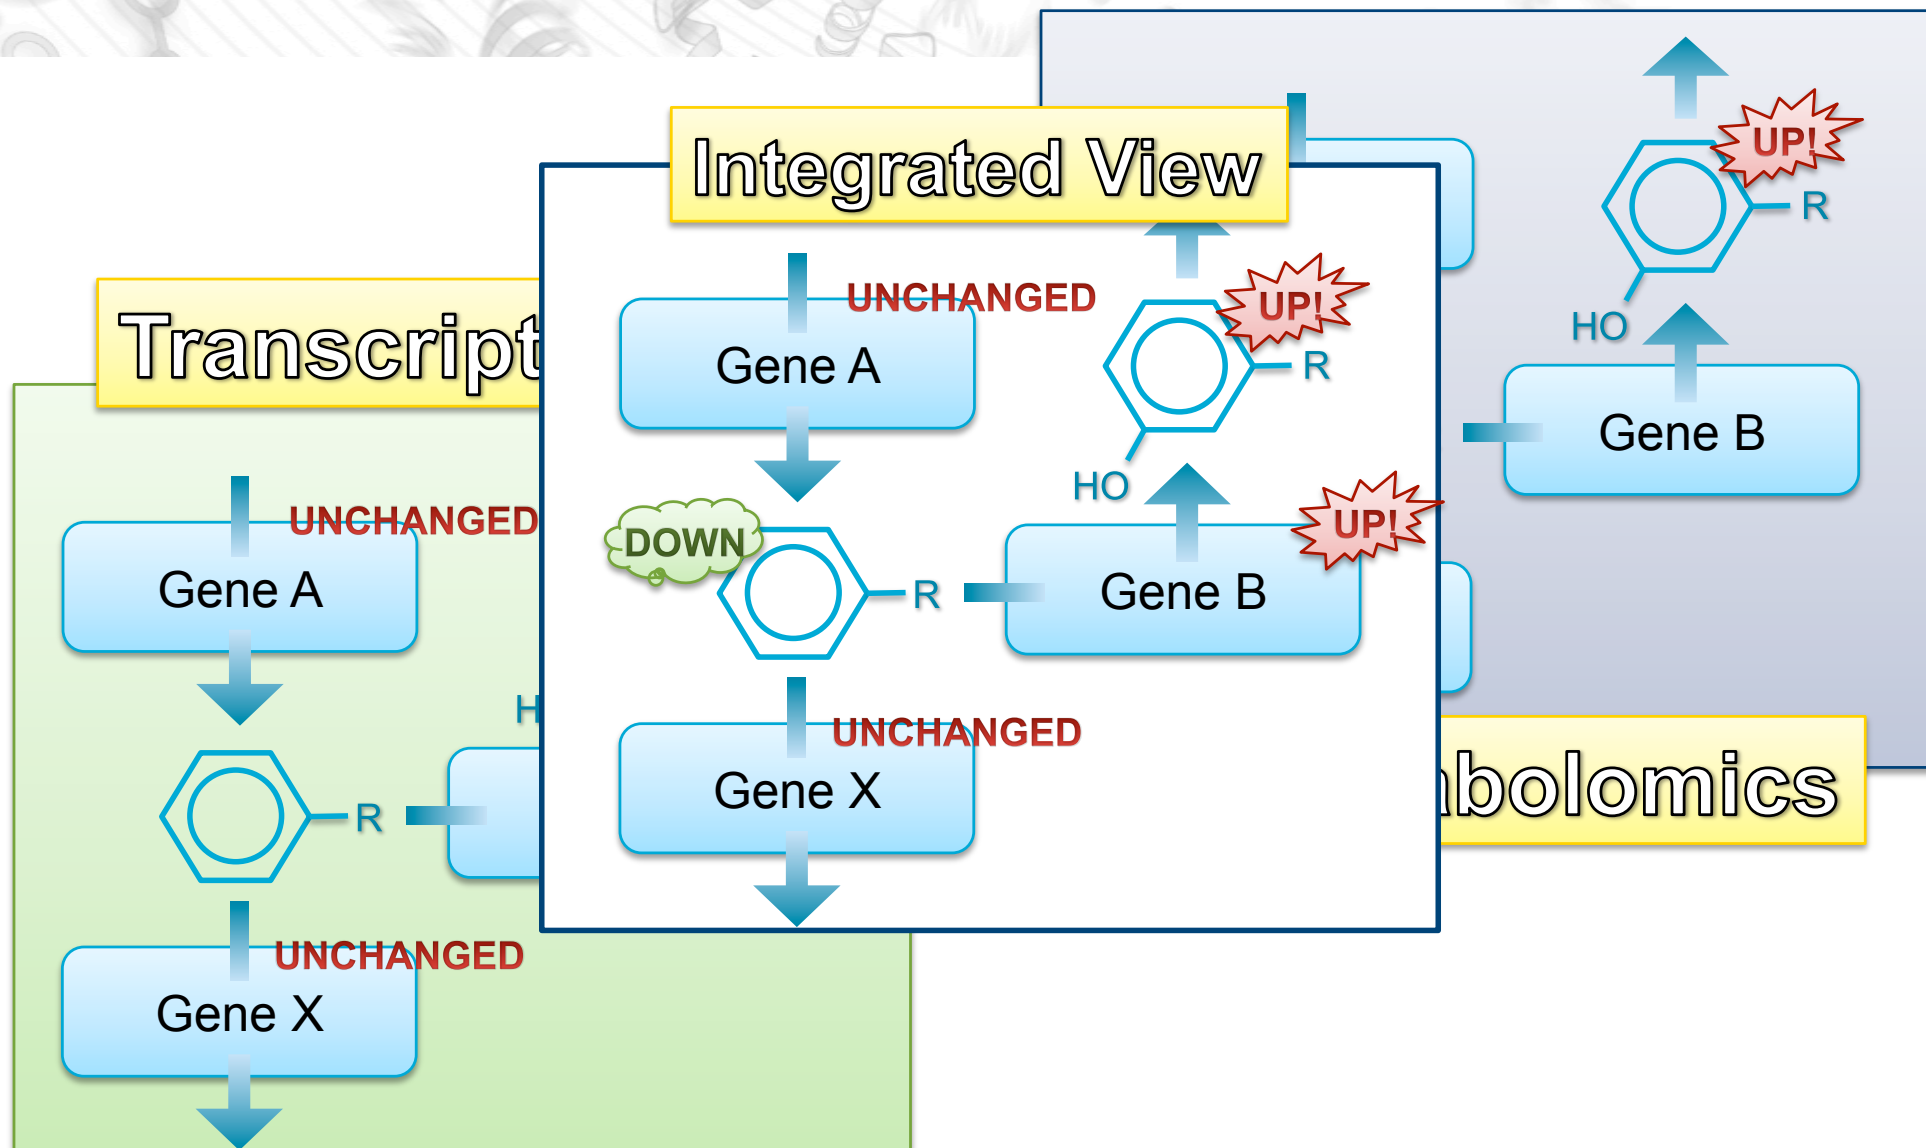 Integrated View
UNCHANGED
Gene A
UP!
R
HO
DOWN
R
UP!
Gene B
UNCHANGED
Gene X
Transcript
UNCHANGED
Gene A
H
R
UNCHANGED
Gene X
UP!
R
HO
Gene B
abolomics